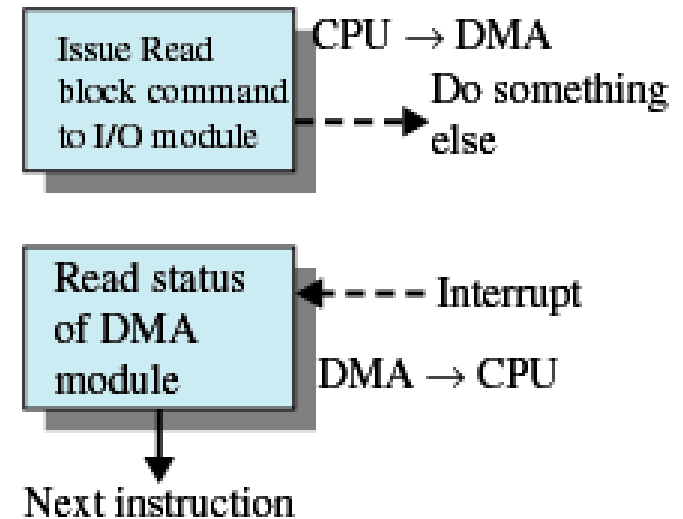 Issue Read
block command
to I/O module
CPU → DMA
Do something
else
Read status
of DMA
module
Interrupt
DMA → CPU
Next instruction